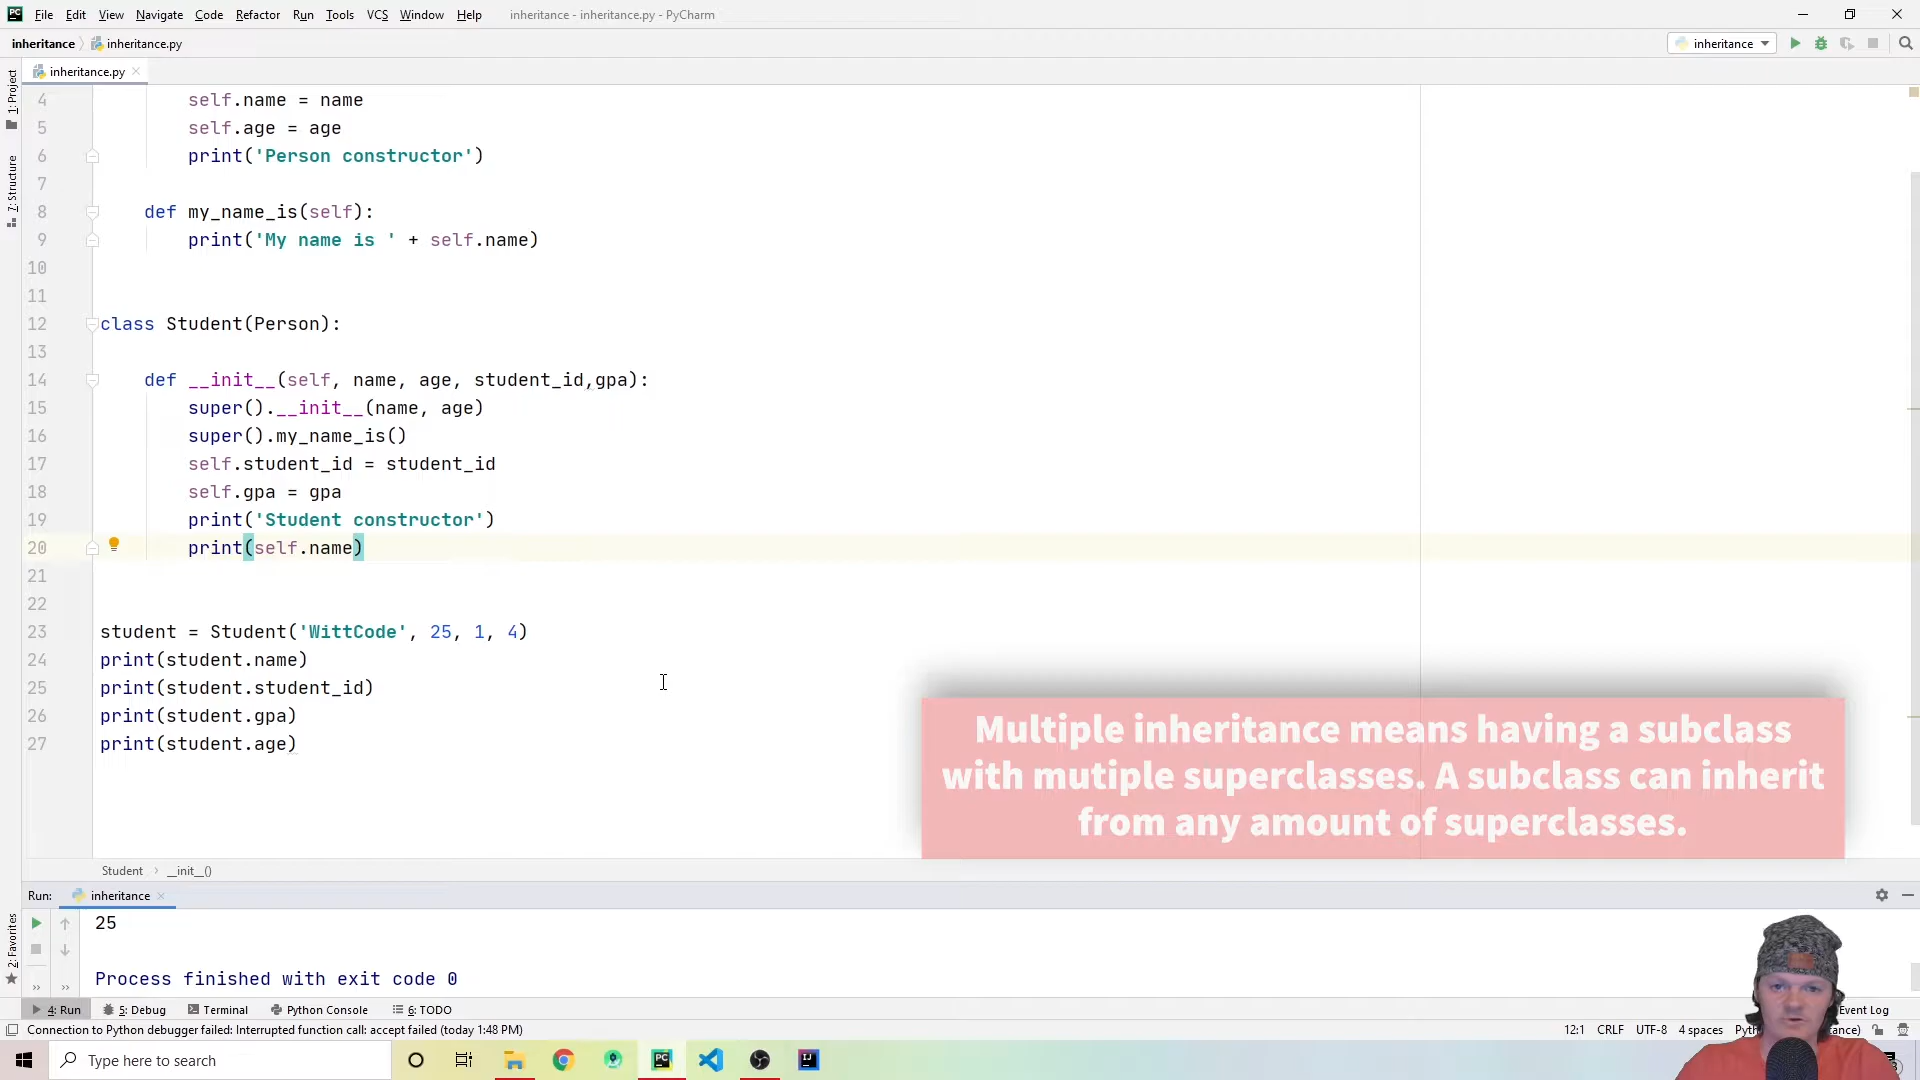 File Edit View Navigate Code Refactor Run Tools VCS Window Help inheritance - inheritance.py - PyCharm
inheritance inheritance.py inheritance
inheritance.py
1: Project
7: Structure
2: Favorites
4 self.name = name
5 self.age = age
6 print('Person constructor')
7
8 def my_name_is(self):
9 print('My name is ' + self.name)
10
11
12 class Student(Person):
13
14 def __init__(self, name, age, student_id,gpa):
15 super().__init__(name, age)
16 super().my_name_is()
17 self.student_id = student_id
18 self.gpa = gpa
19 print('Student constructor')
20 print(self.name)
21
22
23 student = Student('WittCode', 25, 1, 4)
24 print(student.name)
25 print(student.student_id)
26 print(student.gpa)
27 print(student.age)
Multiple inheritance means having a subclass
with mutiple superclasses. A subclass can inherit
from any amount of superclasses.
Student __init__()
Run: inheritance
25
Process finished with exit code 0
4: Run 5: Debug Terminal Python Console 6: TODO Event Log
Connection to Python debugger failed: Interrupted function call: accept failed (today 1:48 PM) 12:1 CRLF UTF-8 4 spaces
Type here to search